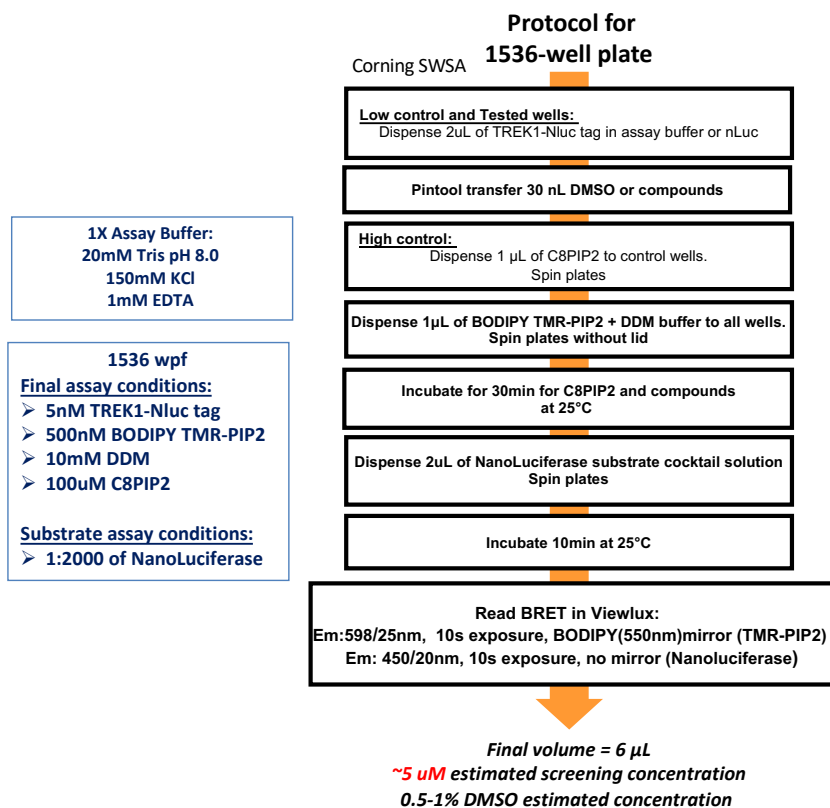 Protocol for
1536-well plate
Corning SWSA
Low control and Tested wells:
Dispense 2uL of TREK1-Nluc tag in assay buffer or nLuc
Pintool transfer 30 nL DMSO or compounds
High control:
Dispense 1 µL of C8PIP2 to control wells.
Spin plates
Dispense 1µL of BODIPY TMR-PIP2 + DDM buffer to all wells.
Spin plates without lid
Incubate for 30min for C8PIP2 and compounds
at 25°C
Dispense 2uL of NanoLuciferase substrate cocktail solution
Spin plates
Incubate 10min at 25°C
Read BRET in Viewlux:
Em:598/25nm, 10s exposure, BODIPY(550nm)mirror (TMR-PIP2)
Em: 450/20nm, 10s exposure, no mirror (Nanoluciferase)
Final volume = 6 µL
~5 uM estimated screening concentration
0.5-1% DMSO estimated concentration
1X Assay Buffer:
20mM Tris pH 8.0
150mM KCl
1mM EDTA
1536 wpf
Final assay conditions:
➢ 5nM TREK1-Nluc tag
➢ 500nM BODIPY TMR-PIP2
➢ 10mM DDM
➢ 100uM C8PIP2
Substrate assay conditions:
➢ 1:2000 of NanoLuciferase